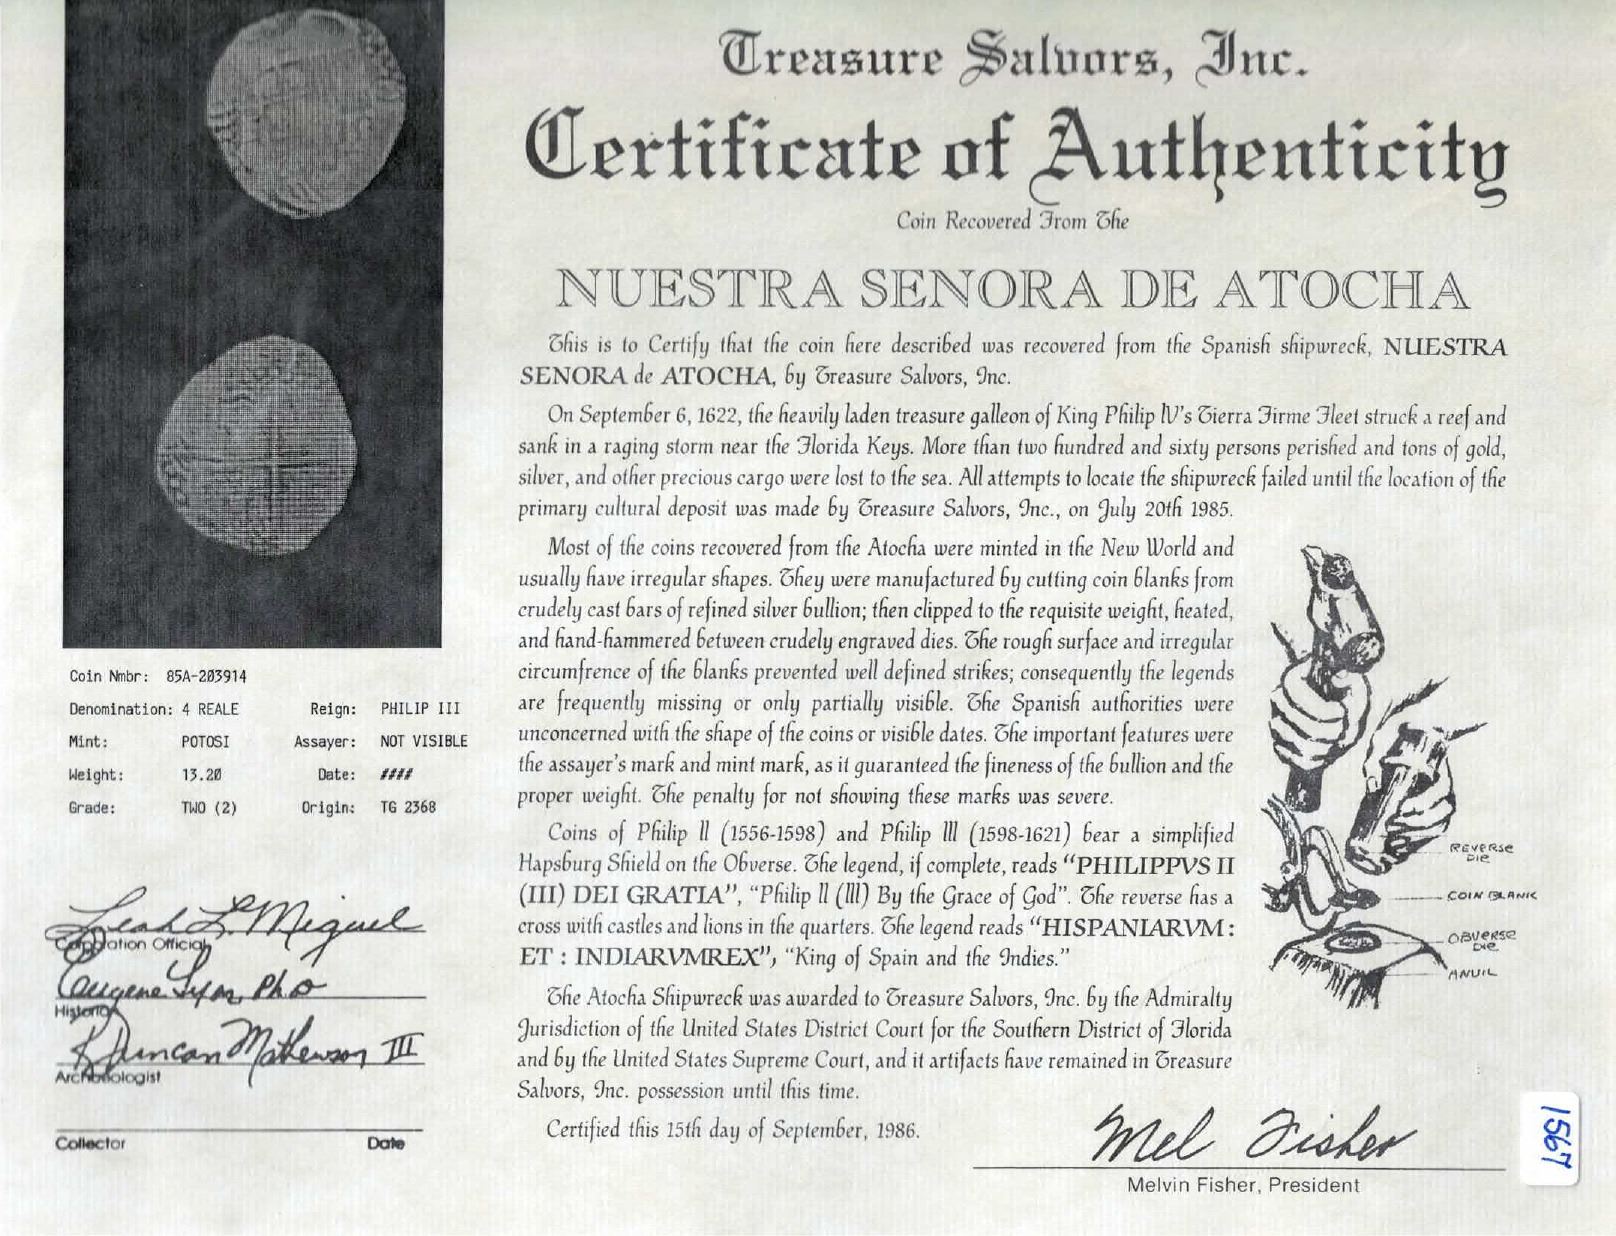 Treasure Salvors, Inc.
Certificate of Authenticity
Coin Recovered From The
NUESTRA SENORA DE ATOCHA
This is to Certify that the coin here described was recovered from the Spanish shipwreck, NUESTRA
SENORA de ATOCHA, by Treasure Salvors, Inc.
On September 6, 1622, the heavily laden treasure galleon of King Philip IV's Tierra Firme Fleet struck a reef and
sank in a raging storm near the Florida Keys. More than two hundred and sixty persons perished and tons of gold,
silver, and other precious cargo were lost to the sea. All attempts to locate the shipwreck failed until the location of the
primary cultural deposit was made by Treasure Salvors, Inc., on July 20th 1985.
Most of the coins recovered from the Atocha were minted in the New World and
usually have irregular shapes. They were manufactured by cutting coin blanks from
crudely cast bars of refined silver bullion; then clipped to the requisite weight, heated,
and hand-hammered between crudely engraved dies. The rough surface and irregular
circumfrence of the blanks prevented well defined strikes; consequently the legends
are frequently missing or only partially visible. The Spanish authorities were
unconcerned with the shape of the coins or visible dates. The important features were
the assayer's mark and mint mark, as it guaranteed the fineness of the bullion and the
proper weight. The penalty for not showing these marks was severe.
Coins of Philip II (1556-1598) and Philip III (1598-1621) bear a simplified
Hapsburg Shield on the Obverse. The legend, if complete, reads "PHILIPPVS II
(III) DEI GRATIA", "Philip II (III) By the Grace of God". The reverse has a
cross with castles and lions in the quarters. The legend reads "HISPANIARVM :
ET : INDIARVMREX", "King of Spain and the Indies."
The Atocha Shipwreck was awarded to Treasure Salvors, Inc. by the Admiralty
Jurisdiction of the United States District Court for the Southern District of Florida
and by the United States Supreme Court, and it artifacts have remained in Treasure
Salvors, Inc. possession until this time.
Certified this 15th day of September, 1986.
Mel Fisher
Melvin Fisher, President
REVERSE
DIE
COIN BLANK
OBVERSE
DIE
ANVIL
Coin Nmbr: 85A-203914
Denomination: 4 REALE Reign: PHILIP III
Mint: POTOSI Assayer: NOT VISIBLE
Weight: 13.20 Date: ####
Grade: TWO (2) Origin: TG 2368
Leah L. Miguel
Corporation Official
Eugene Lyon, PhD
Historian
R Duncan Mathewson III
Archaeologist
Collector Date
1567